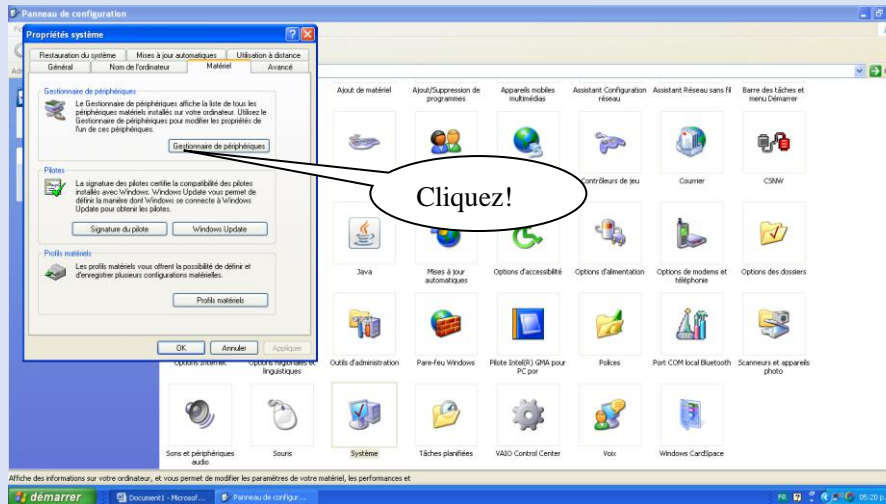 Panneau de configuration
Propriétés système
Restauration du système
Mises à jour automatiques
Utilisation à distance
Général
Nom de l'ordinateur
Matériel
Avancé
Gestionnaire de périphériques
Le Gestionnaire de périphériques affiche la liste de tous les
périphériques matériels installés sur votre ordinateur. Utilisez le
Gestionnaire de périphériques pour modifier les propriétés de
l'un de ces périphériques.
Gestionnaire de périphériques
Pilotes
La signature des pilotes certifie la compatibilité des pilotes
installés avec Windows. Windows Update vous permet de
définir la manière dont Windows se connecte à Windows
Update pour obtenir les pilotes.
Signature du pilote
Windows Update
Profils matériels
Les profils matériels vous offrent la possibilité de définir et
d'enregistrer plusieurs configurations matérielles.
Profils matériels
OK
Annuler
Appliquer
Cliquez!
Ajout de matériel
Ajout/Suppression de
programmes
Appareils mobiles
multimédias
Assistant Configuration
réseau
Assistant Réseau sans fil
Barre des tâches et
menu Démarrer
Contrôleurs de jeu
Courrier
CSNW
Java
Mises à jour
automatiques
Options d'accessibilité
Options d'alimentation
Options de modems et
téléphonie
Options des dossiers
Options Internet
Options régionales et
linguistiques
Outils d'administration
Pare-feu Windows
Pilote Intel(R) GMA pour
PC por
Polices
Port COM local Bluetooth
Scanneurs et appareils
photo
Sons et périphériques
audio
Souris
Système
Tâches planifiées
VAIO Control Center
Voix
Windows CardSpace
Affiche des informations sur votre ordinateur, et vous permet de modifier les paramètres de votre matériel, les performances et
démarrer
Document1 - Microsof...
Panneau de configur...
FR
05:20 p.